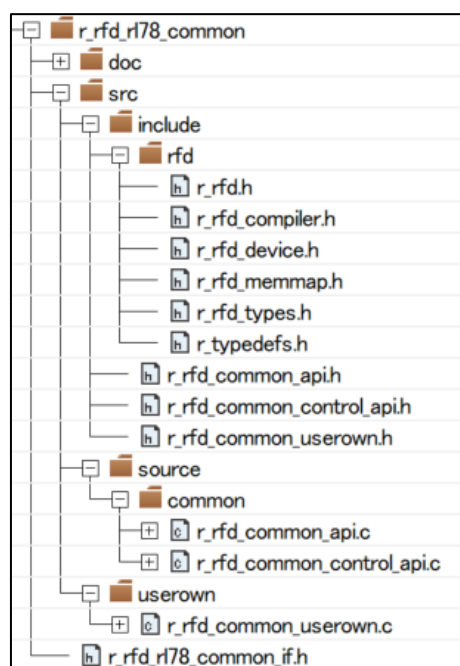 r_rfd_rl78_common
doc
src
include
rfd
r_rfd.h
r_rfd_compiler.h
r_rfd_device.h
r_rfd_memmap.h
r_rfd_types.h
r_typedefs.h
r_rfd_common_api.h
r_rfd_common_control_api.h
r_rfd_common_userown.h
source
common
r_rfd_common_api.c
r_rfd_common_control_api.c
userown
r_rfd_common_userown.c
r_rfd_rl78_common_if.h